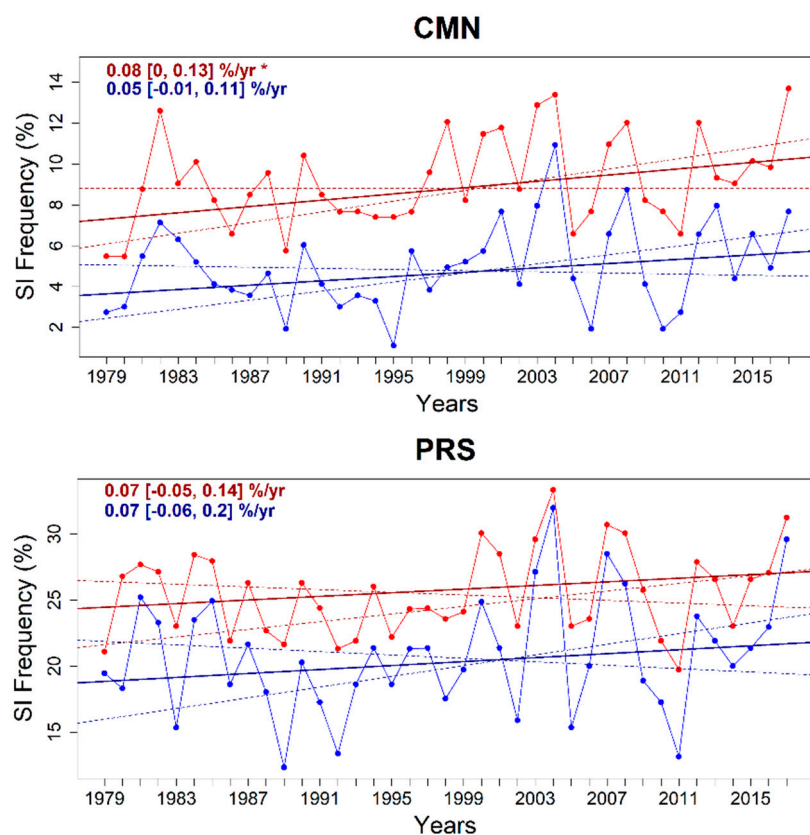 CMN
0.08 [0, 0.13] %/yr *
0.05 [-0.01, 0.11] %/yr
SI Frequency (%)
14
12
10
8
6
4
2
1979 1983 1987 1991 1995 1999 2003 2007 2011 2015
Years
PRS
0.07 [-0.05, 0.14] %/yr
0.07 [-0.06, 0.2] %/yr
SI Frequency (%)
30
25
20
15
1979 1983 1987 1991 1995 1999 2003 2007 2011 2015
Years